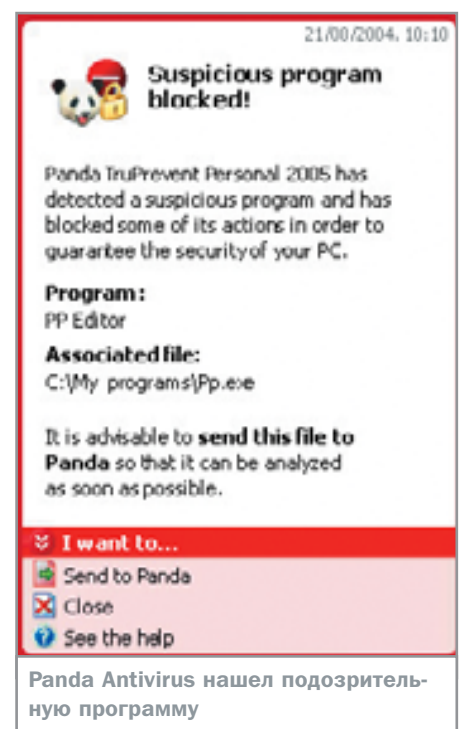 21/00/2004, 10:10
Suspicious program
blocked!
Panda TruPrevent Personal 2005 has
detected a suspicious program and has
blocked some of its actions in order to
guarantee the security of your PC.
Program:
PP Editor
Associated file:
C:\My programs\Pp.exe
It is advisable to send this file to
Panda so that it can be analyzed
as soon as possible.
I want to...
Send to Panda
Close
See the help
Panda Antivirus нашел подозритель-
ную программу